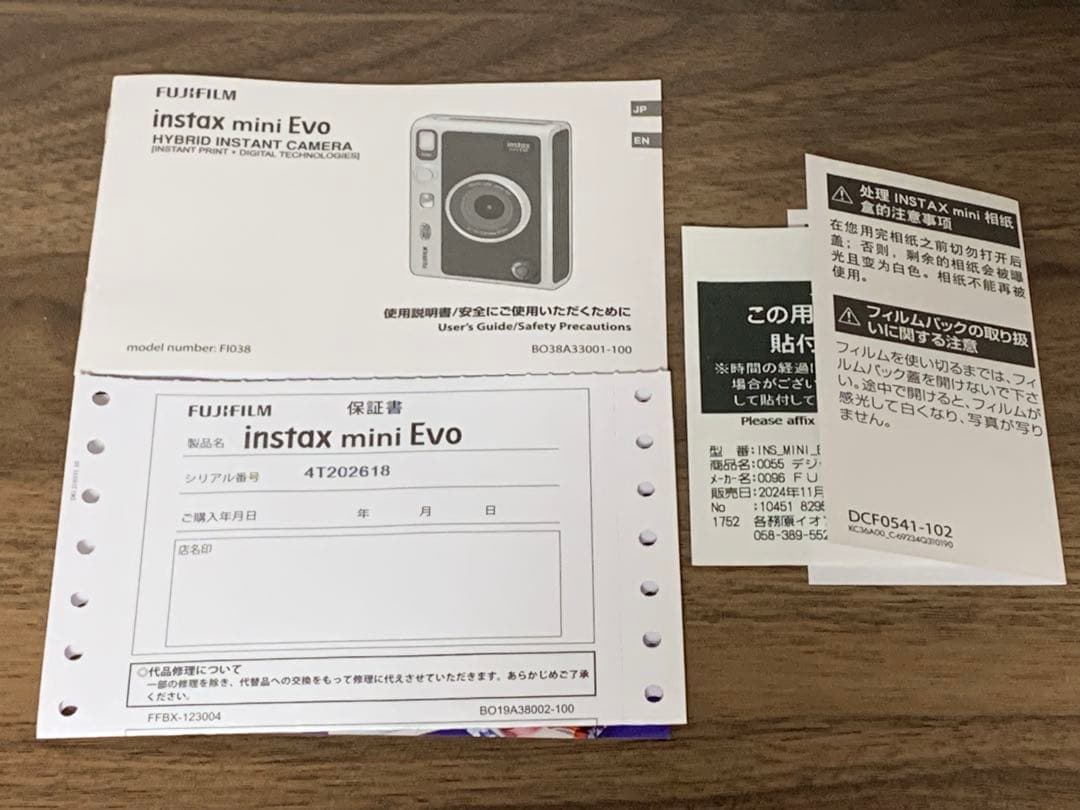 FUJIFILM
instax mini Evo
HYBRID INSTANT CAMERA
[INSTANT PRINT + DIGITAL TECHNOLOGIES]
JP
EN
instax
FUJIFILM
使用説明書/安全にご使用いただくために
User's Guide/Safety Precautions
model number: FI038
BO38A33001-100
FUJIFILM 保証書
製品名 instax mini Evo
シリアル番号 4T202618
ご購入年月日 年 月 日
店名印
◎代品修理について
一部の修理を除き、代替品への交換をもって修理に代えさせていただきます。あらかじめご了承
ください。
FFBX-123004
BO19A38002-100
この用
貼付
※時間の経過
場合がござい
して貼付して
Please affix
型 番:INS_MINI_
商品名:0055 デジ
メーカー名:0096 FU
販売日:2024年11月
No :10451 829
1752 各務原イオ
058-389-552
処理 INSTAX mini 相纸
盒的注意事项
在您用完相纸之前切勿打开后
盖；否则，剩余的相纸会被曝
光且变为白色。相纸不能再被
使用。
フィルムパックの取り扱
いに関する注意
フィルムを使い切るまでは、フィ
ルムパック蓋を開けないで下さ
い。途中で開けると、フィルムが
感光して白くなり、写真が写り
ません。
DCF0541-102
KC36A00_C-69234Q310190